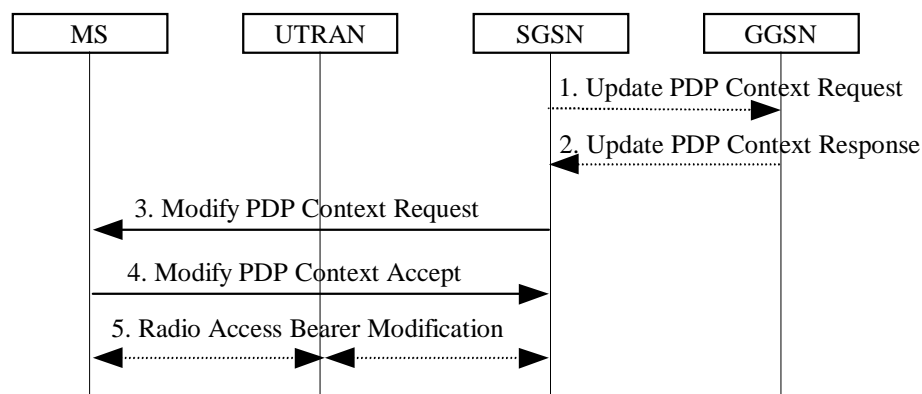 MS UTRAN SGSN GGSN
1. Update PDP Context Request
2. Update PDP Context Response
3. Modify PDP Context Request
4. Modify PDP Context Accept
5. Radio Access Bearer Modification